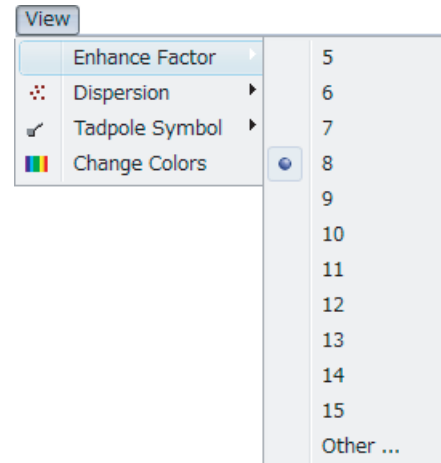 View
Enhance Factor
Dispersion
Tadpole Symbol
Change Colors
5
6
7
8
9
10
11
12
13
14
15
Other ...